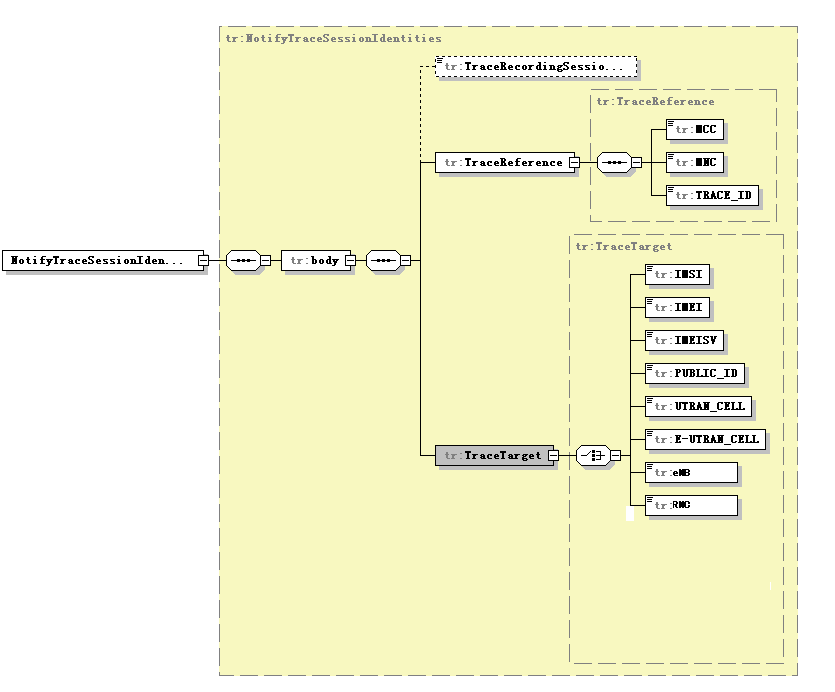 tr:NotifyTraceSessionIdentities
tr:TraceRecordingSessio...
tr:TraceReference
tr:MCC
tr:TraceReference
tr:MNC
tr:TRACE_ID
NotifyTraceSessionIden...
tr:body
tr:TraceTarget
tr:IMSI
tr:IMEI
tr:IMEISV
tr:PUBLIC_ID
tr:UTRAN_CELL
tr:E-UTRAN_CELL
tr:TraceTarget
tr:eNB
tr:RNC